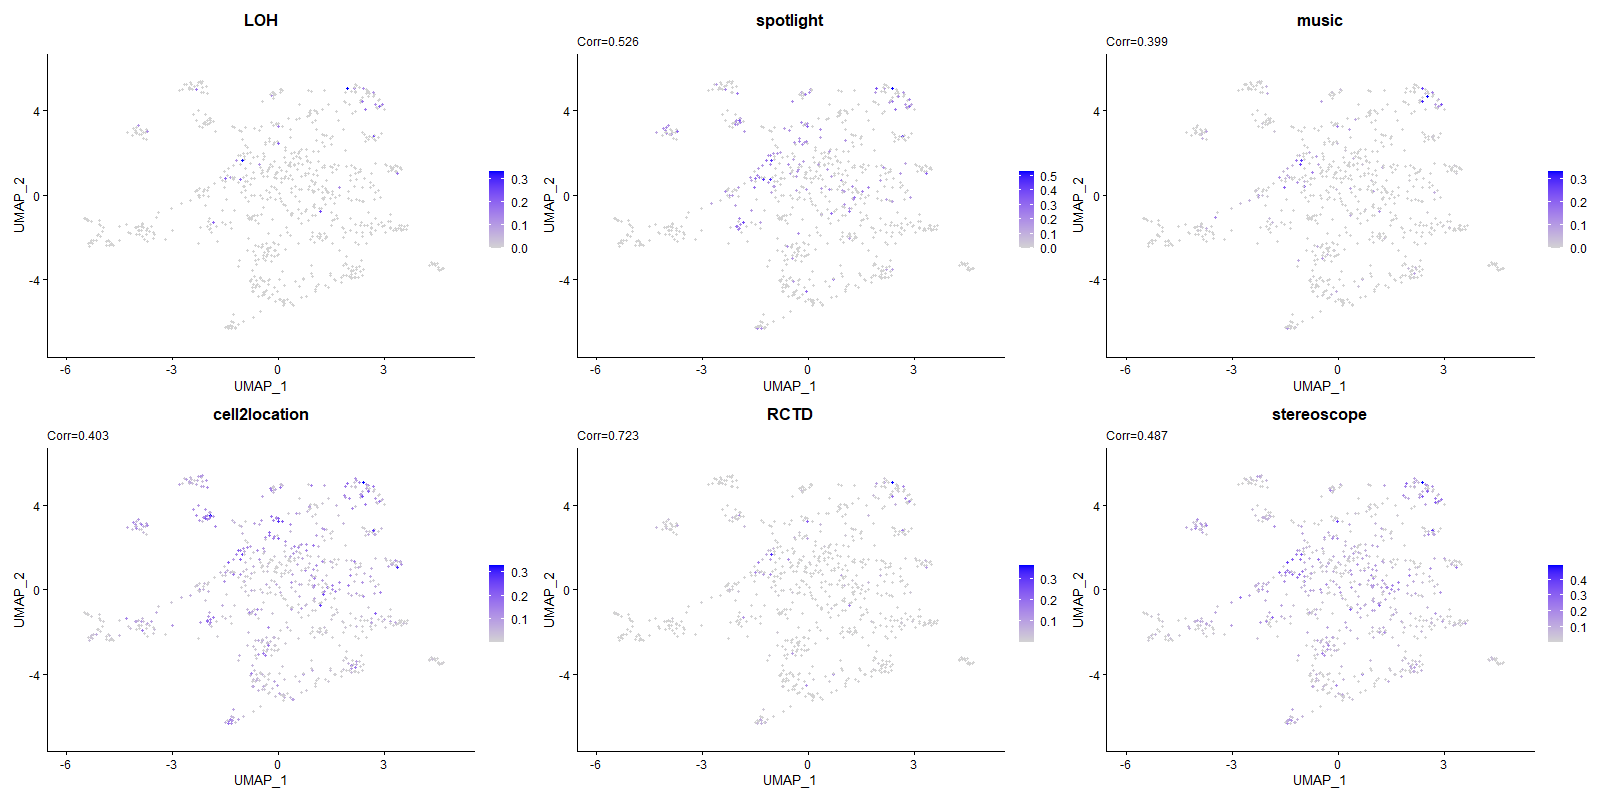 LOH
UMAP_2
4
0
-4
-6
-3
0
3
UMAP_1
0.3
0.2
0.1
0.0
spotlight
Corr=0.526
UMAP_2
4
0
-4
-6
-3
0
3
UMAP_1
0.5
0.4
0.3
0.2
0.1
0.0
music
Corr=0.399
UMAP_2
4
0
-4
-6
-3
0
3
UMAP_1
0.3
0.2
0.1
0.0
cell2location
Corr=0.403
UMAP_2
4
0
-4
-6
-3
0
3
UMAP_1
0.3
0.2
0.1
RCTD
Corr=0.723
UMAP_2
4
0
-4
-6
-3
0
3
UMAP_1
0.3
0.2
0.1
stereoscope
Corr=0.487
UMAP_2
4
0
-4
-6
-3
0
3
UMAP_1
0.4
0.3
0.2
0.1